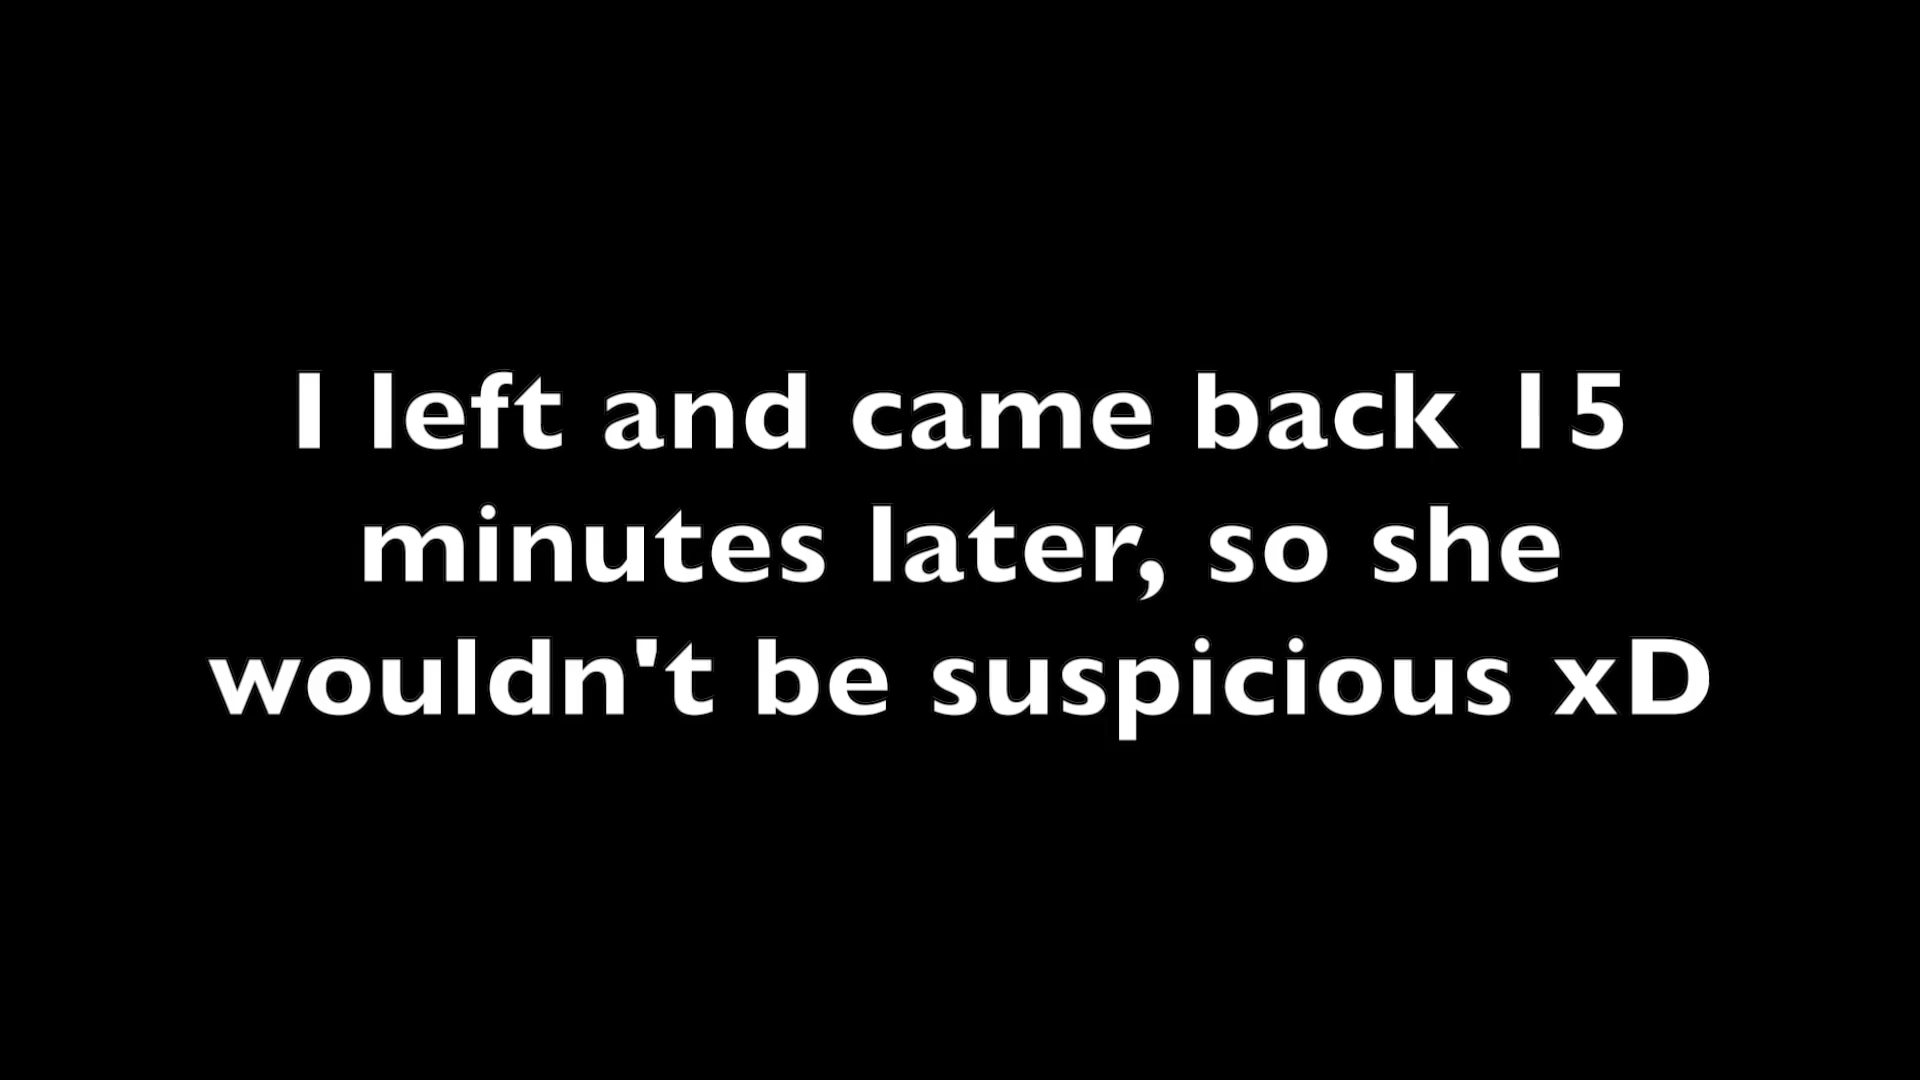 I left and came back 15
minutes later, so she
wouldn't be suspicious xD